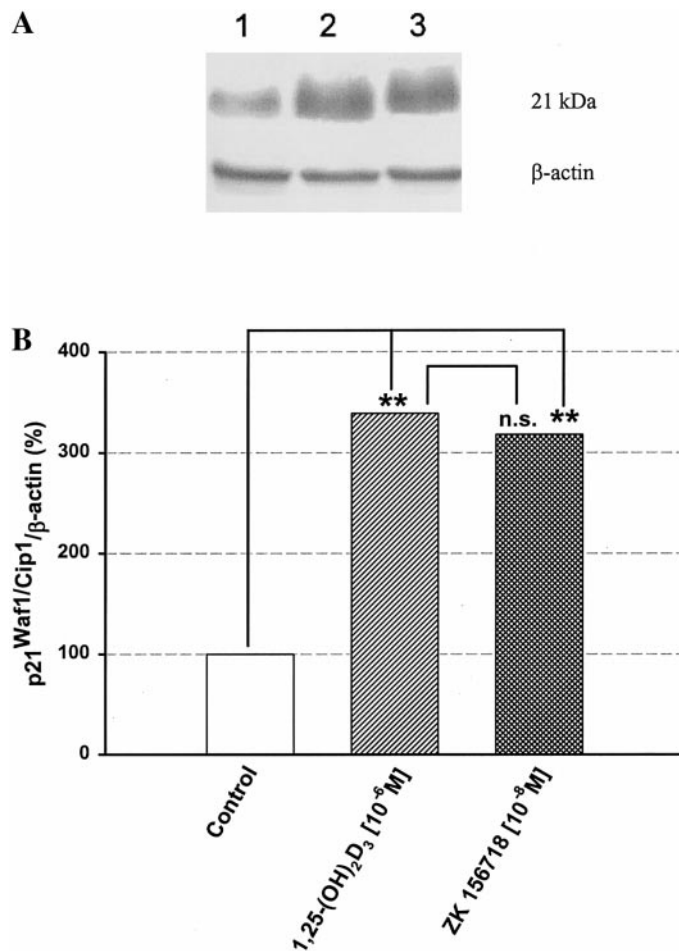 A
1 2 3
21 kDa
β-actin
B
p21Waf1/Cip1/β-actin (%)
400
300
200
100
0
**
n.s. **
Control
1,25-(OH)2D3 [10-6M]
ZK 156718 [10-8M]